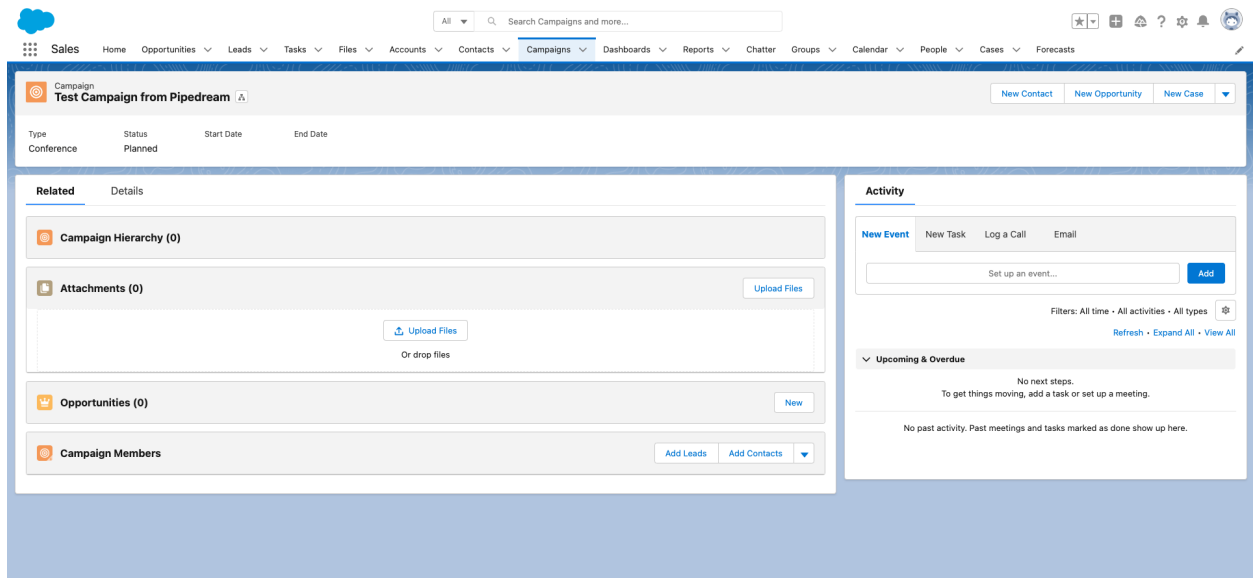 All Search Campaigns and more...
Sales Home Opportunities Leads Tasks Files Accounts Contacts Campaigns Dashboards Reports Chatter Groups Calendar People Cases Forecasts
Campaign
Test Campaign from Pipedream
New Contact New Opportunity New Case
Type Status Start Date End Date
Conference Planned
Related Details
Campaign Hierarchy (0)
Attachments (0) Upload Files
Upload Files
Or drop files
Opportunities (0) New
Campaign Members Add Leads Add Contacts
Activity
New Event New Task Log a Call Email
Set up an event... Add
Filters: All time • All activities • All types
Refresh • Expand All • View All
Upcoming & Overdue
No next steps.
To get things moving, add a task or set up a meeting.
No past activity. Past meetings and tasks marked as done show up here.